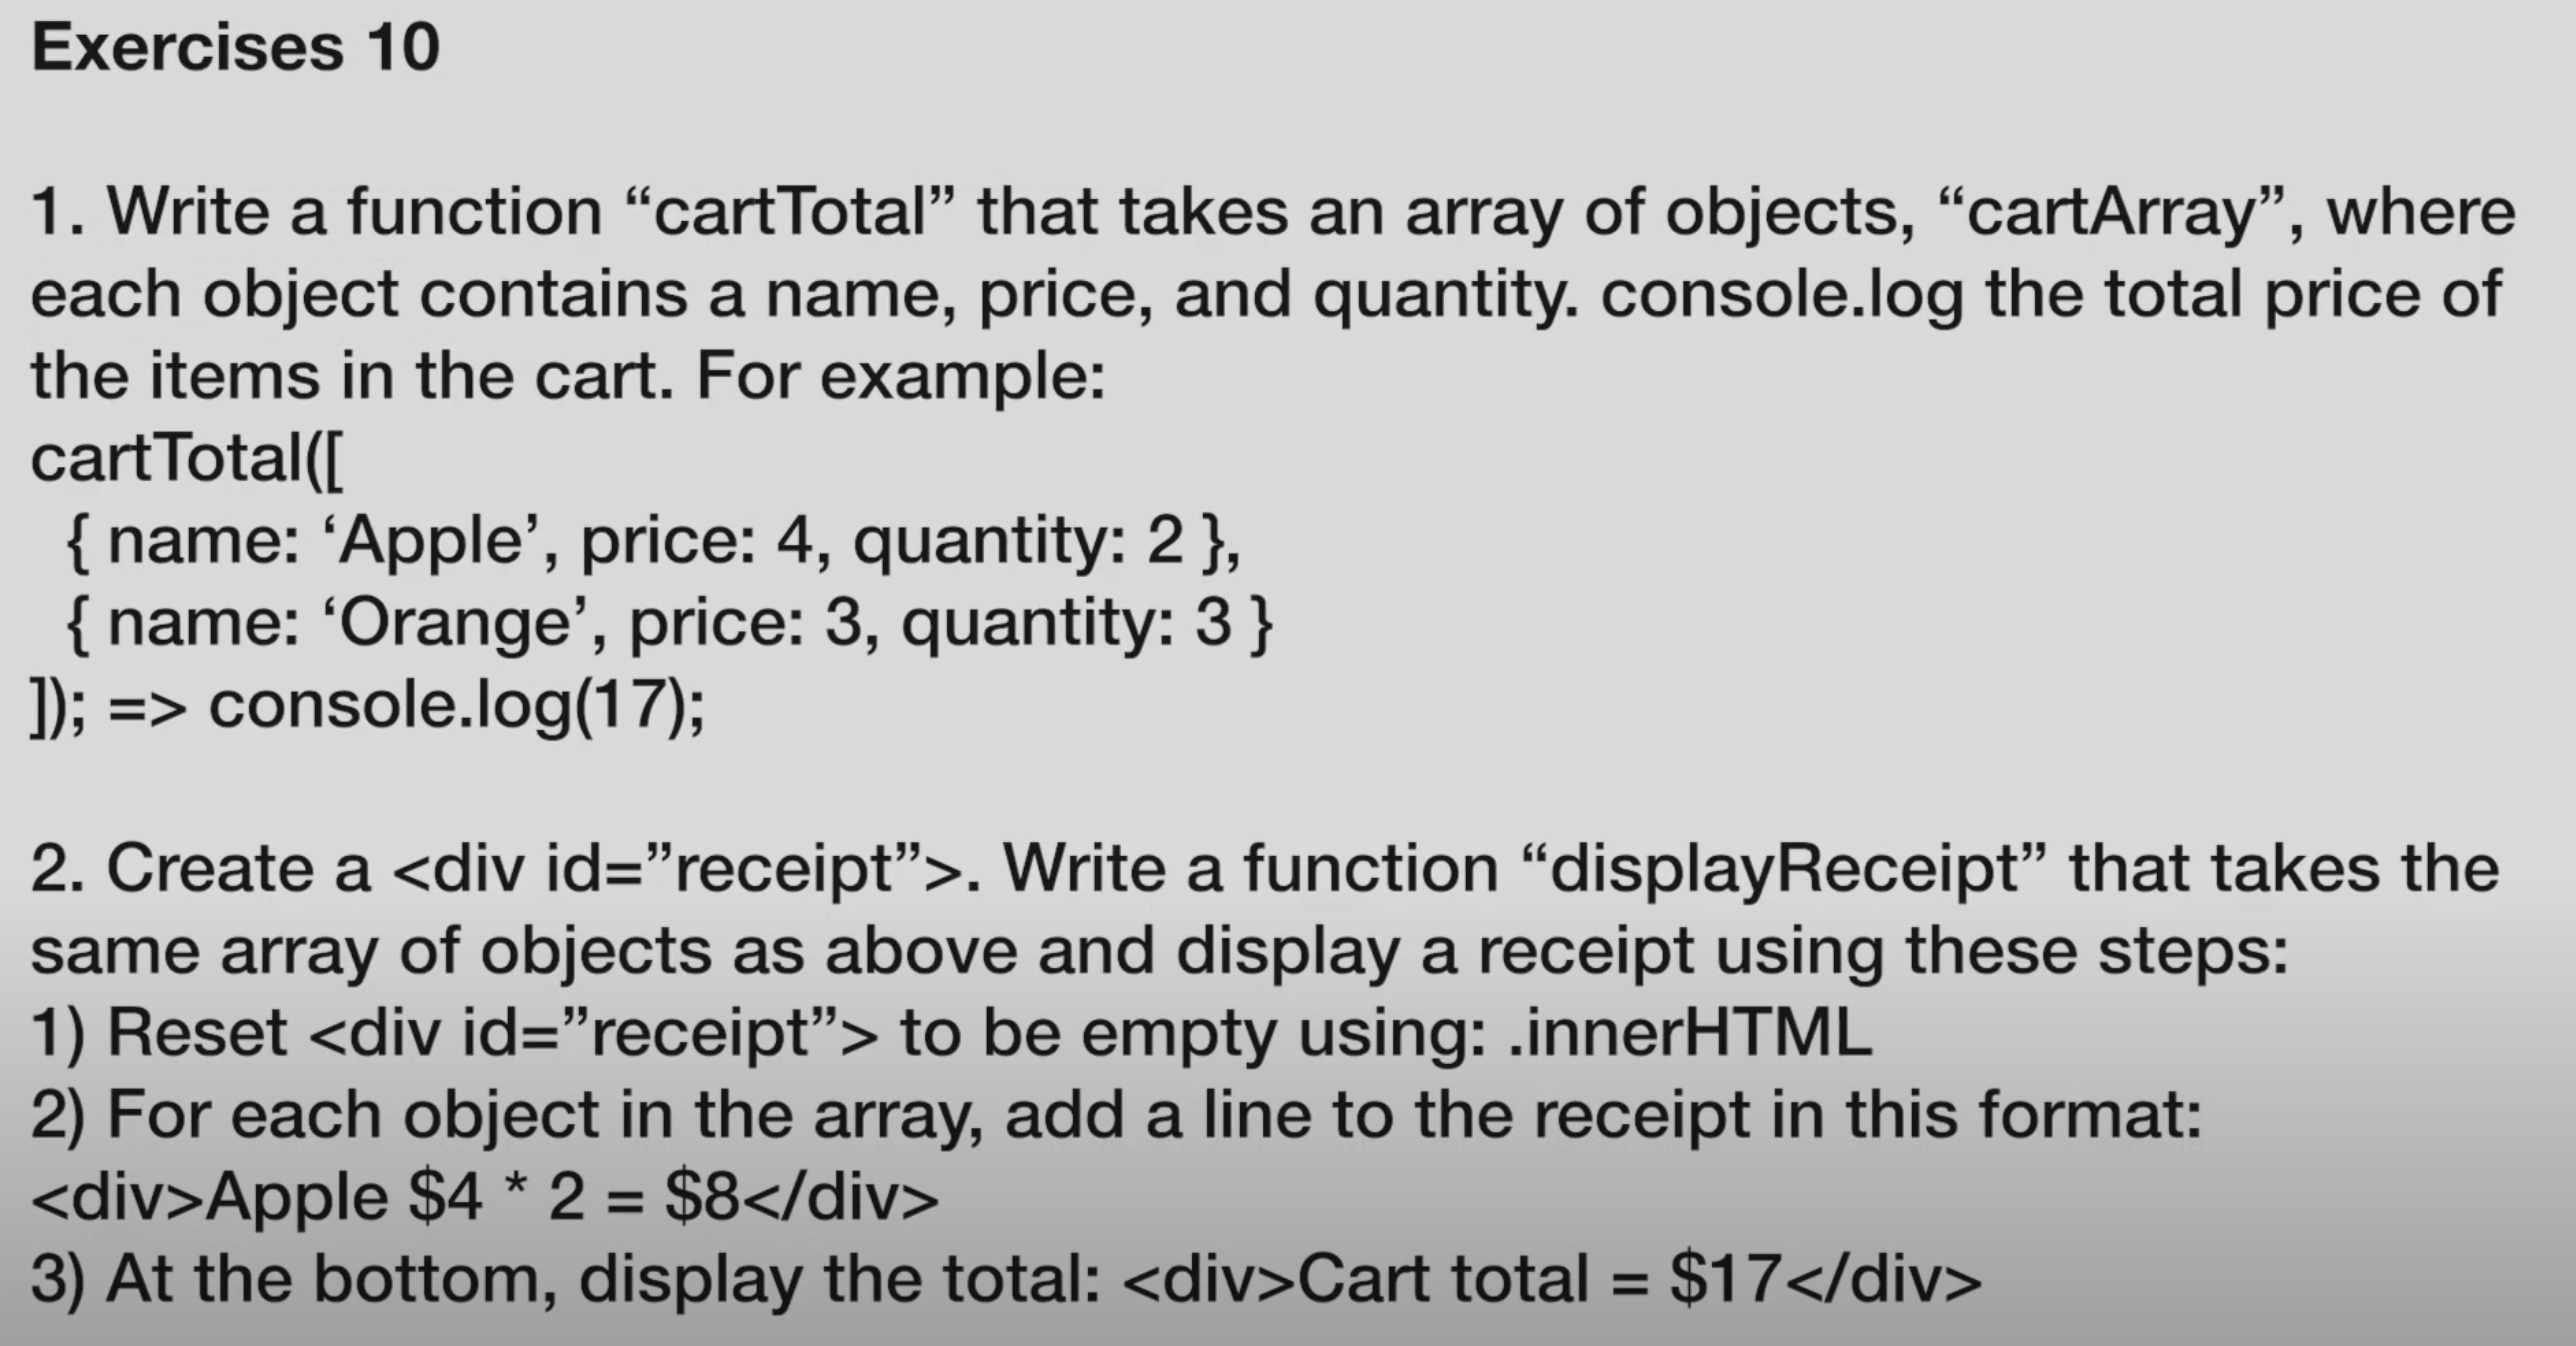 Exercises 10
1. Write a function “cartTotal” that takes an array of objects, “cartArray”, where
each object contains a name, price, and quantity. console.log the total price of
the items in the cart. For example:
cartTotal([
{ name: ‘Apple’, price: 4, quantity: 2 },
{ name: ‘Orange’, price: 3, quantity: 3 }
]); => console.log(17);
2. Create a <div id=”receipt”>. Write a function “displayReceipt” that takes the
same array of objects as above and display a receipt using these steps:
1) Reset <div id=”receipt”> to be empty using: .innerHTML
2) For each object in the array, add a line to the receipt in this format:
<div>Apple $4 * 2 = $8</div>
3) At the bottom, display the total: <div>Cart total = $17</div>